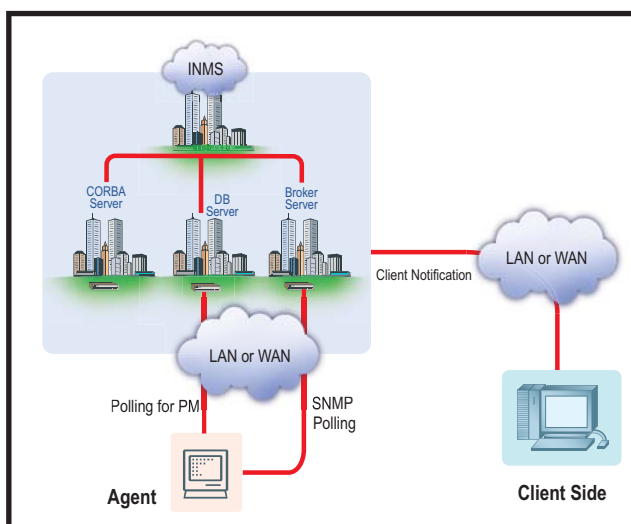 INMS
CORBA
Server
DB
Server
Broker
Server
Client Notification
LAN or WAN
LAN or WAN
Polling for PM
SNMP
Polling
Agent
Client Side